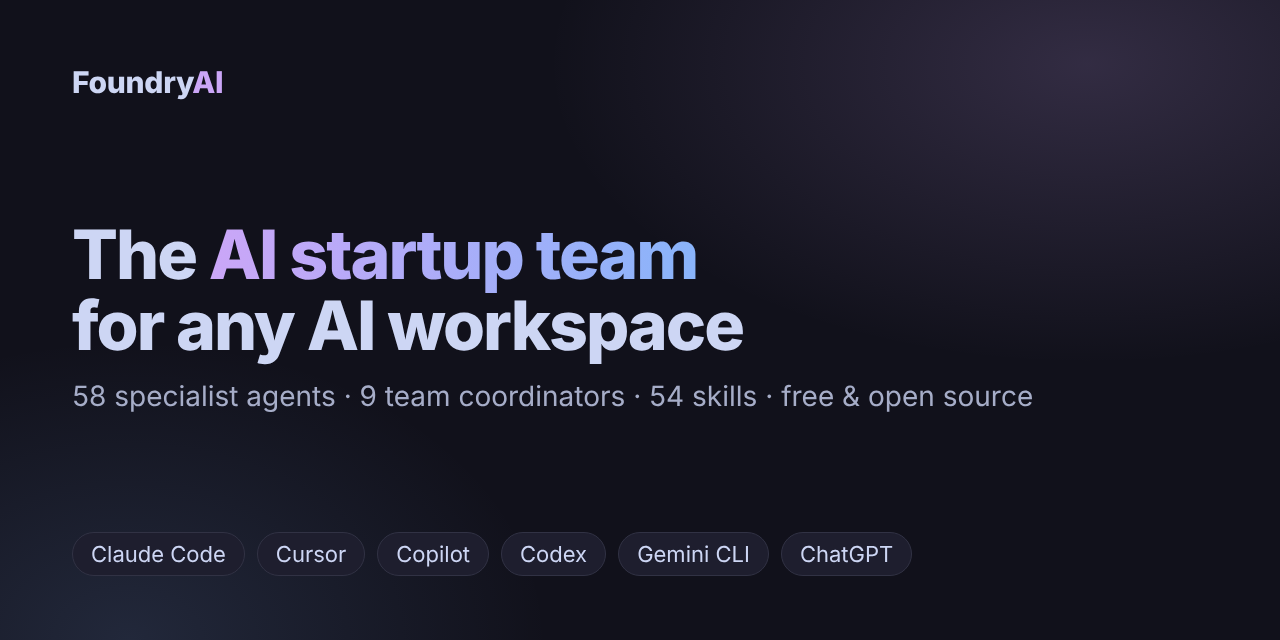 FoundryAI
The AI startup team
for any AI workspace
58 specialist agents · 9 team coordinators · 54 skills · free & open source
Claude Code Cursor Copilot Codex Gemini CLI ChatGPT